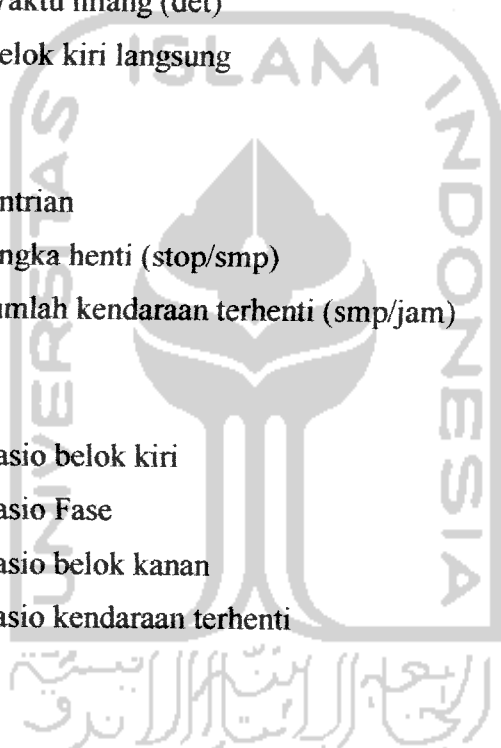 aktu hilang (det)
elok kiri langsung
ISLAM
UNIVERSITAS
INDONESIA
ntrian
ngka henti (stop/smp)
umlah kendaraan terhenti (smp/jam)
asio belok kiri
asio Fase
asio belok kanan
asio kendaraan terhenti